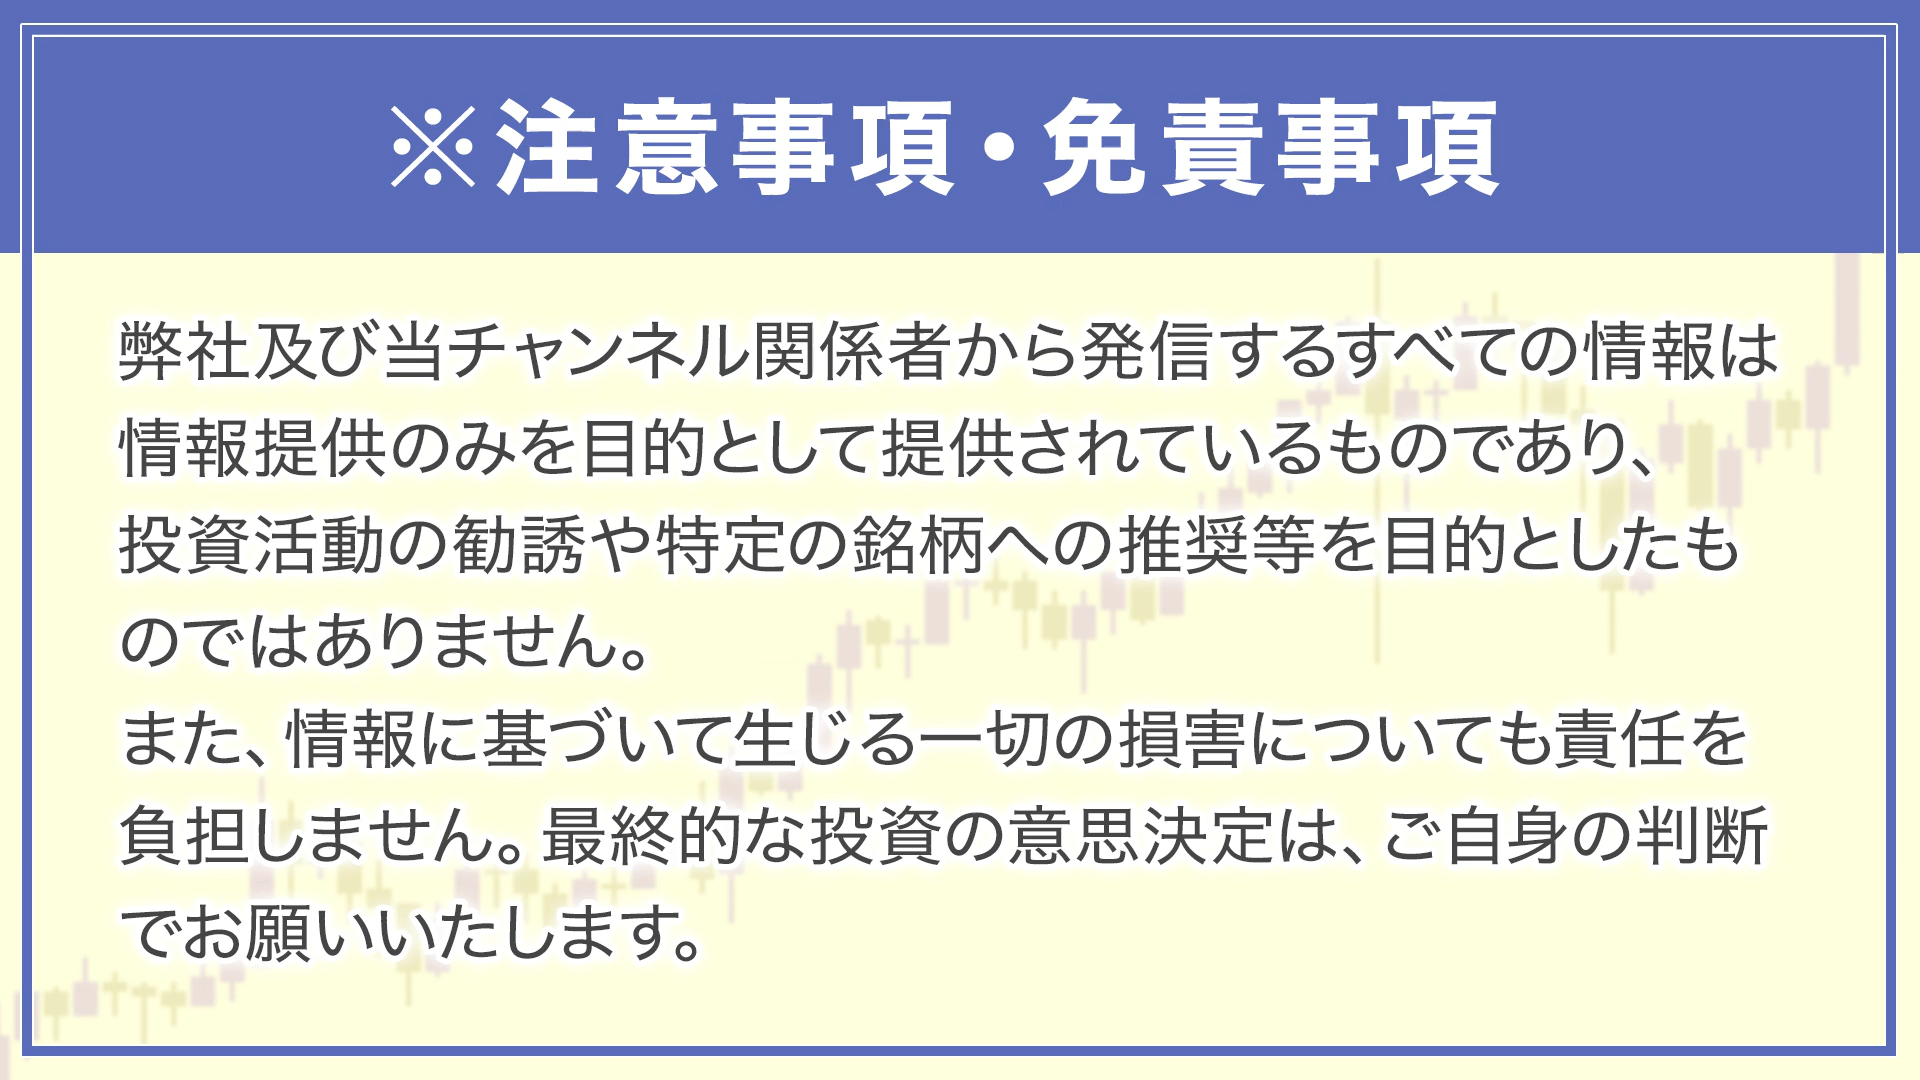 ※注意事項・免責事項
弊社及び当チャンネル関係者から発信するすべての情報は
情報提供のみを目的として提供されているものであり、
投資活動の勧誘や特定の銘柄への推奨等を目的としたも
のではありません。
また、情報に基づいて生じる一切の損害についても責任を
負担しません。最終的な投資の意思決定は、ご自身の判断
でお願いいたします。